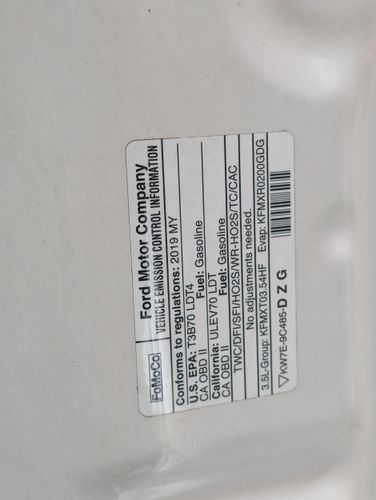 FoMoCo
Ford Motor Company
VEHICLE EMISSION CONTROL INFORMATION
Conforms to regulations: 2019 MY
U.S. EPA: T3B70 LDT4
CA OBD II Fuel: Gasoline
California: ULEV70 LDT
CA OBD II Fuel: Gasoline
TWC/DFI/SFI/HO2S/WR-HO2S/TC/CAC
No adjustments needed.
3.5L-Group: KFMXT03.54HF Evap: KFMXR0200GDG
KW7E-9C485-D Z G